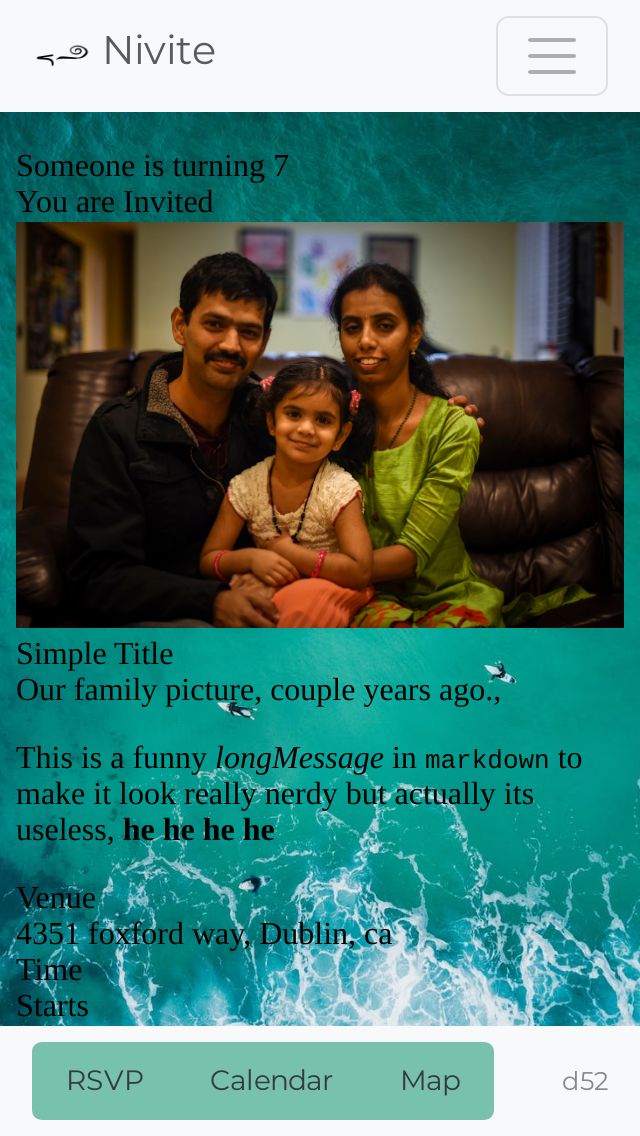 Nivite
Someone is turning 7
You are Invited
Simple Title
Our family picture, couple years ago.,
This is a funny longMessage in markdown to
make it look really nerdy but actually its
useless, he he he he
Venue
4351 foxford way, Dublin, ca
Time
Starts
RSVP Calendar Map d52